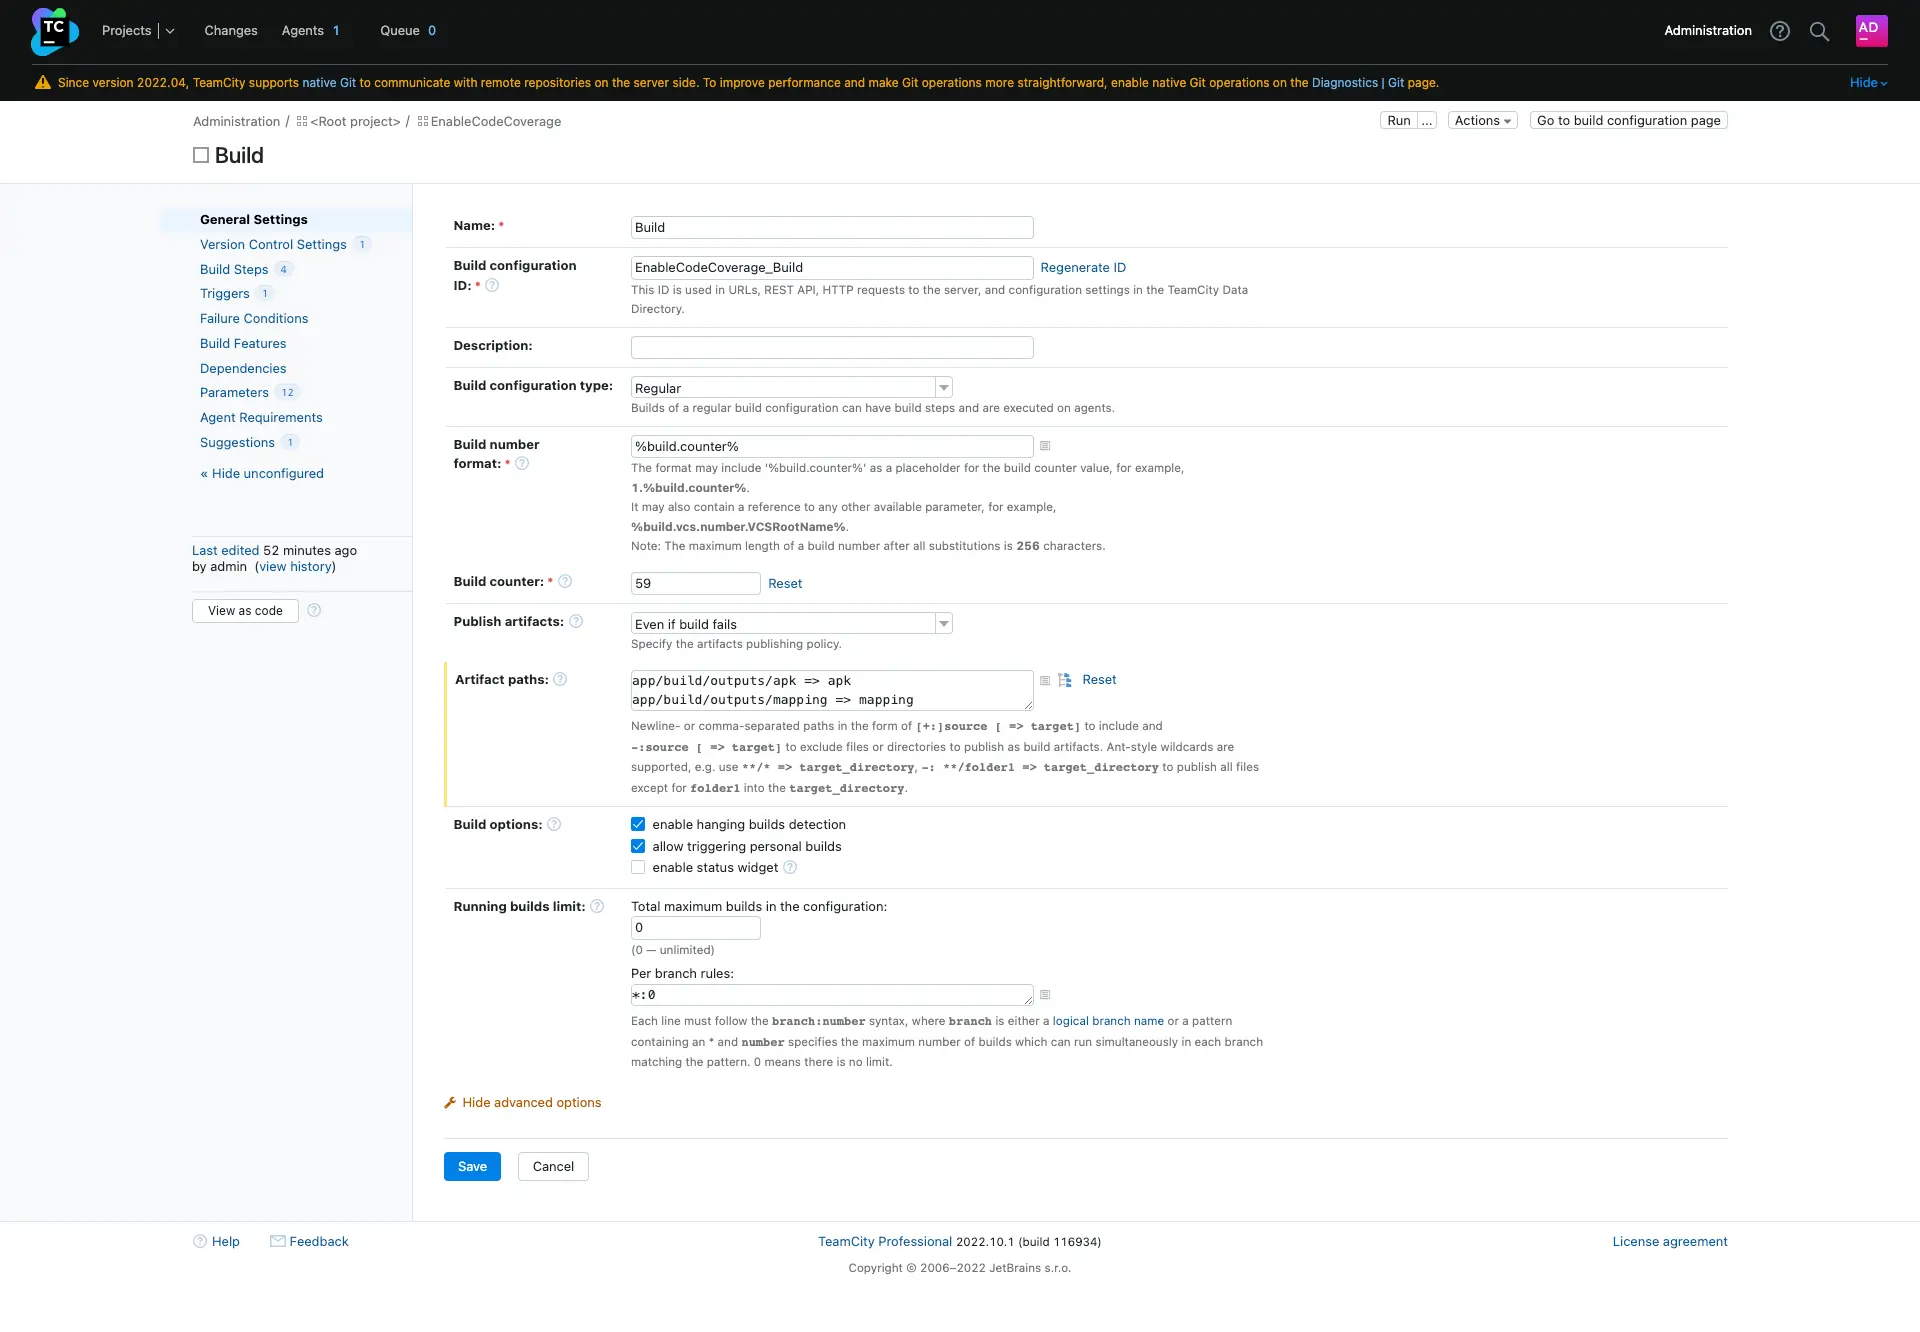 TC
Projects
Changes
Agents 1
Queue 0
Administration
AD
Since version 2022.04, TeamCity supports native Git to communicate with remote repositories on the server side. To improve performance and make Git operations more straightforward, enable native Git operations on the Diagnostics | Git page.
Hide
Administration / <Root project> / EnableCodeCoverage
Run ...
Actions
Go to build configuration page
Build
General Settings
Version Control Settings 1
Build Steps 4
Triggers 1
Failure Conditions
Build Features
Dependencies
Parameters 12
Agent Requirements
Suggestions 1
« Hide unconfigured
Last edited 52 minutes ago
by admin (view history)
View as code ?
Name: *
Build
Build configuration
ID: * ?
EnableCodeCoverage_Build
Regenerate ID
This ID is used in URLs, REST API, HTTP requests to the server, and configuration settings in the TeamCity Data
Directory.
Description:
Build configuration type:
Regular
Builds of a regular build configuration can have build steps and are executed on agents.
Build number
format: * ?
%build.counter%
The format may include '%build.counter%' as a placeholder for the build counter value, for example,
1.%build.counter%.
It may also contain a reference to any other available parameter, for example,
%build.vcs.number.VCSRootName%.
Note: The maximum length of a build number after all substitutions is 256 characters.
Build counter: * ?
59
Reset
Publish artifacts: ?
Even if build fails
Specify the artifacts publishing policy.
Artifact paths: ?
app/build/outputs/apk => apk
app/build/outputs/mapping => mapping
Reset
Newline- or comma-separated paths in the form of [+:]source [ => target] to include and
-:source [ => target] to exclude files or directories to publish as build artifacts. Ant-style wildcards are
supported, e.g. use **/* => target_directory, -: **/folder1 => target_directory to publish all files
except for folder1 into the target_directory.
Build options: ?
enable hanging builds detection
allow triggering personal builds
enable status widget ?
Running builds limit: ?
Total maximum builds in the configuration:
0
(0 — unlimited)
Per branch rules:
*:0
Each line must follow the branch:number syntax, where branch is either a logical branch name or a pattern
containing an * and number specifies the maximum number of builds which can run simultaneously in each branch
matching the pattern. 0 means there is no limit.
Hide advanced options
Save
Cancel
? Help
Feedback
TeamCity Professional 2022.10.1 (build 116934)
License agreement
Copyright © 2006–2022 JetBrains s.r.o.